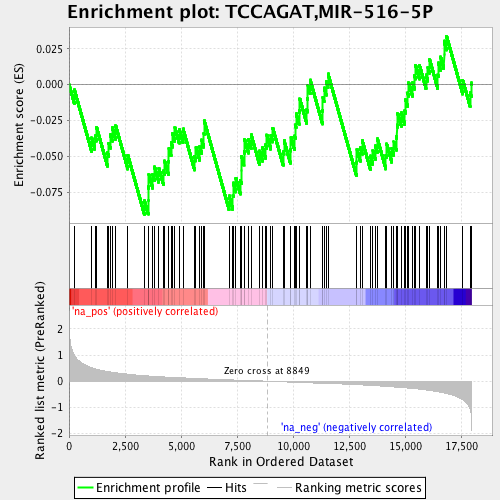 Enrichment plot: TCCAGAT,MIR-516-5P
Enrichment score (ES)
0.025
0.000
-0.025
-0.050
-0.075
'na_pos' (positively correlated)
Ranked list metric (PreRanked)
2
1
0
-1
-2
Zero cross at 8849
'na_neg' (negatively correlated)
0
2,500
5,000
7,500
10,000
12,500
15,000
17,500
Rank in Ordered Dataset
Enrichment profile
Hits
Ranking metric scores